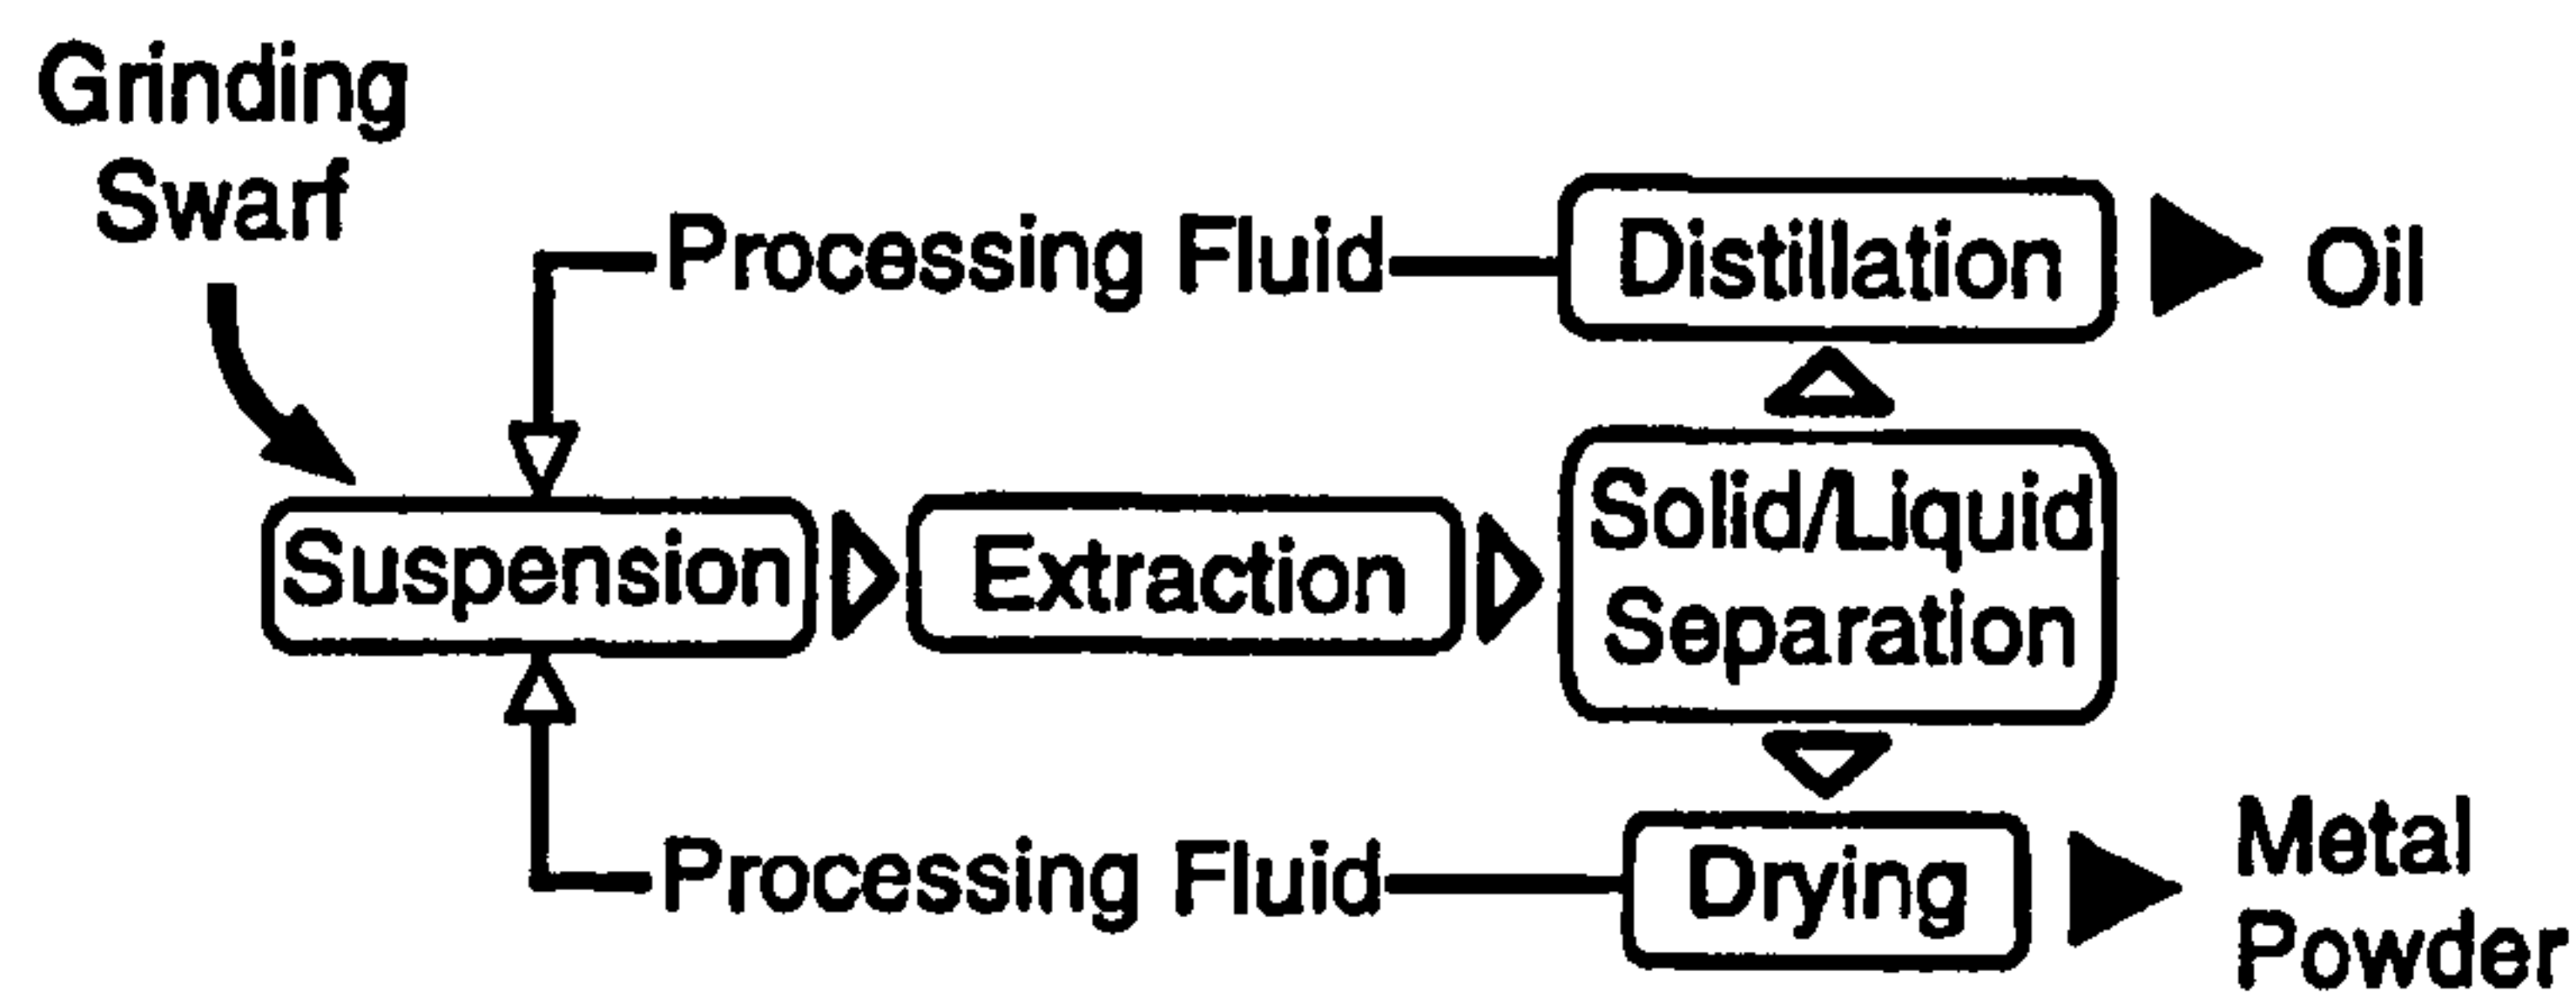 Grinding
Swarf
Processing Fluid
Distillation
Oil
Suspension
Extraction
Solid/Liquid
Separation
Processing Fluid
Drying
Metal
Powder